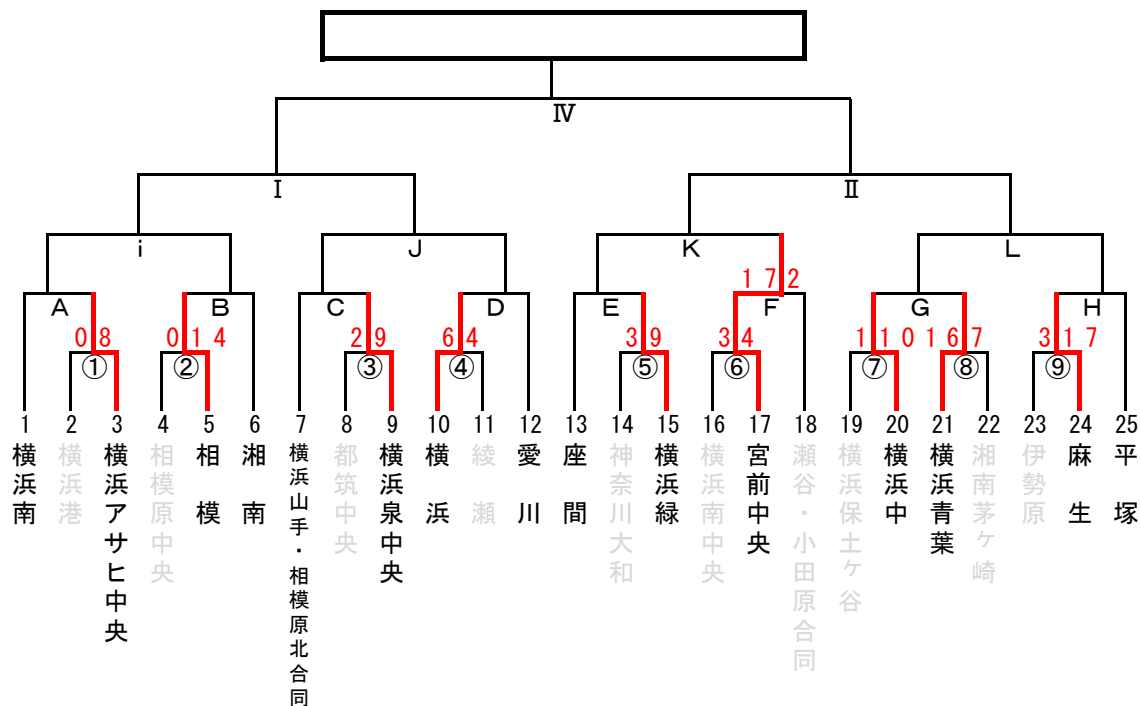 Ⅳ
Ⅰ
Ⅱ
i
J
K
L
1 7 2
A
B
C
D
E
F
G
H
0 8
0 1 4
2 9
6 4
3 9
3 4
1 1 0
1 6 7
3 1 7
①
②
③
④
⑤
⑥
⑦
⑧
⑨
1
2
3
4
5
6
7
8
9
10
11
12
13
14
15
16
17
18
19
20
21
22
23
24
25
横浜南
横浜港
横浜アサヒ中央
相模原中央
相模
湘南
横浜山手・相模原北合同
都筑中央
横浜泉中央
横浜
綾瀬
愛川
座間
神奈川大和
横浜緑
横浜南中央
宮前中央
瀬谷・小田原合同
横浜保土ケ谷
横浜中
横浜青葉
湘南茅ケ崎
伊勢原
麻生
平塚